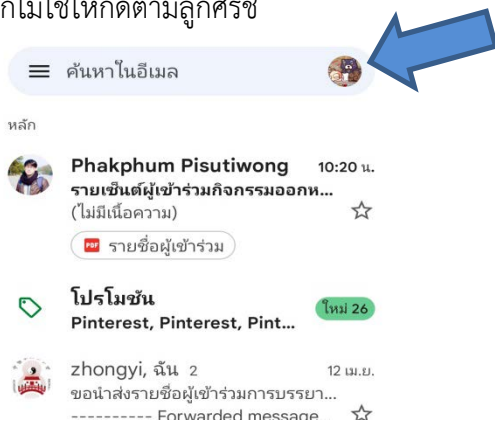 กไม่ใช่ให้กดตามลูกศรชี้
ค้นหาในอีเมล
หลัก
Phakphum Pisutiwong 10:20 น.
รายเซ็นต์ผู้เข้าร่วมกิจกรรมออกห...
(ไม่มีเนื้อความ)
PDF รายชื่อผู้เข้าร่วม
โปรโมชัน
ใหม่ 26
Pinterest, Pinterest, Pint...
zhongyi, ฉัน 2 12 เม.ย.
ขอนำส่งรายชื่อผู้เข้าร่วมการบรรยา...
---------- Forwarded message...